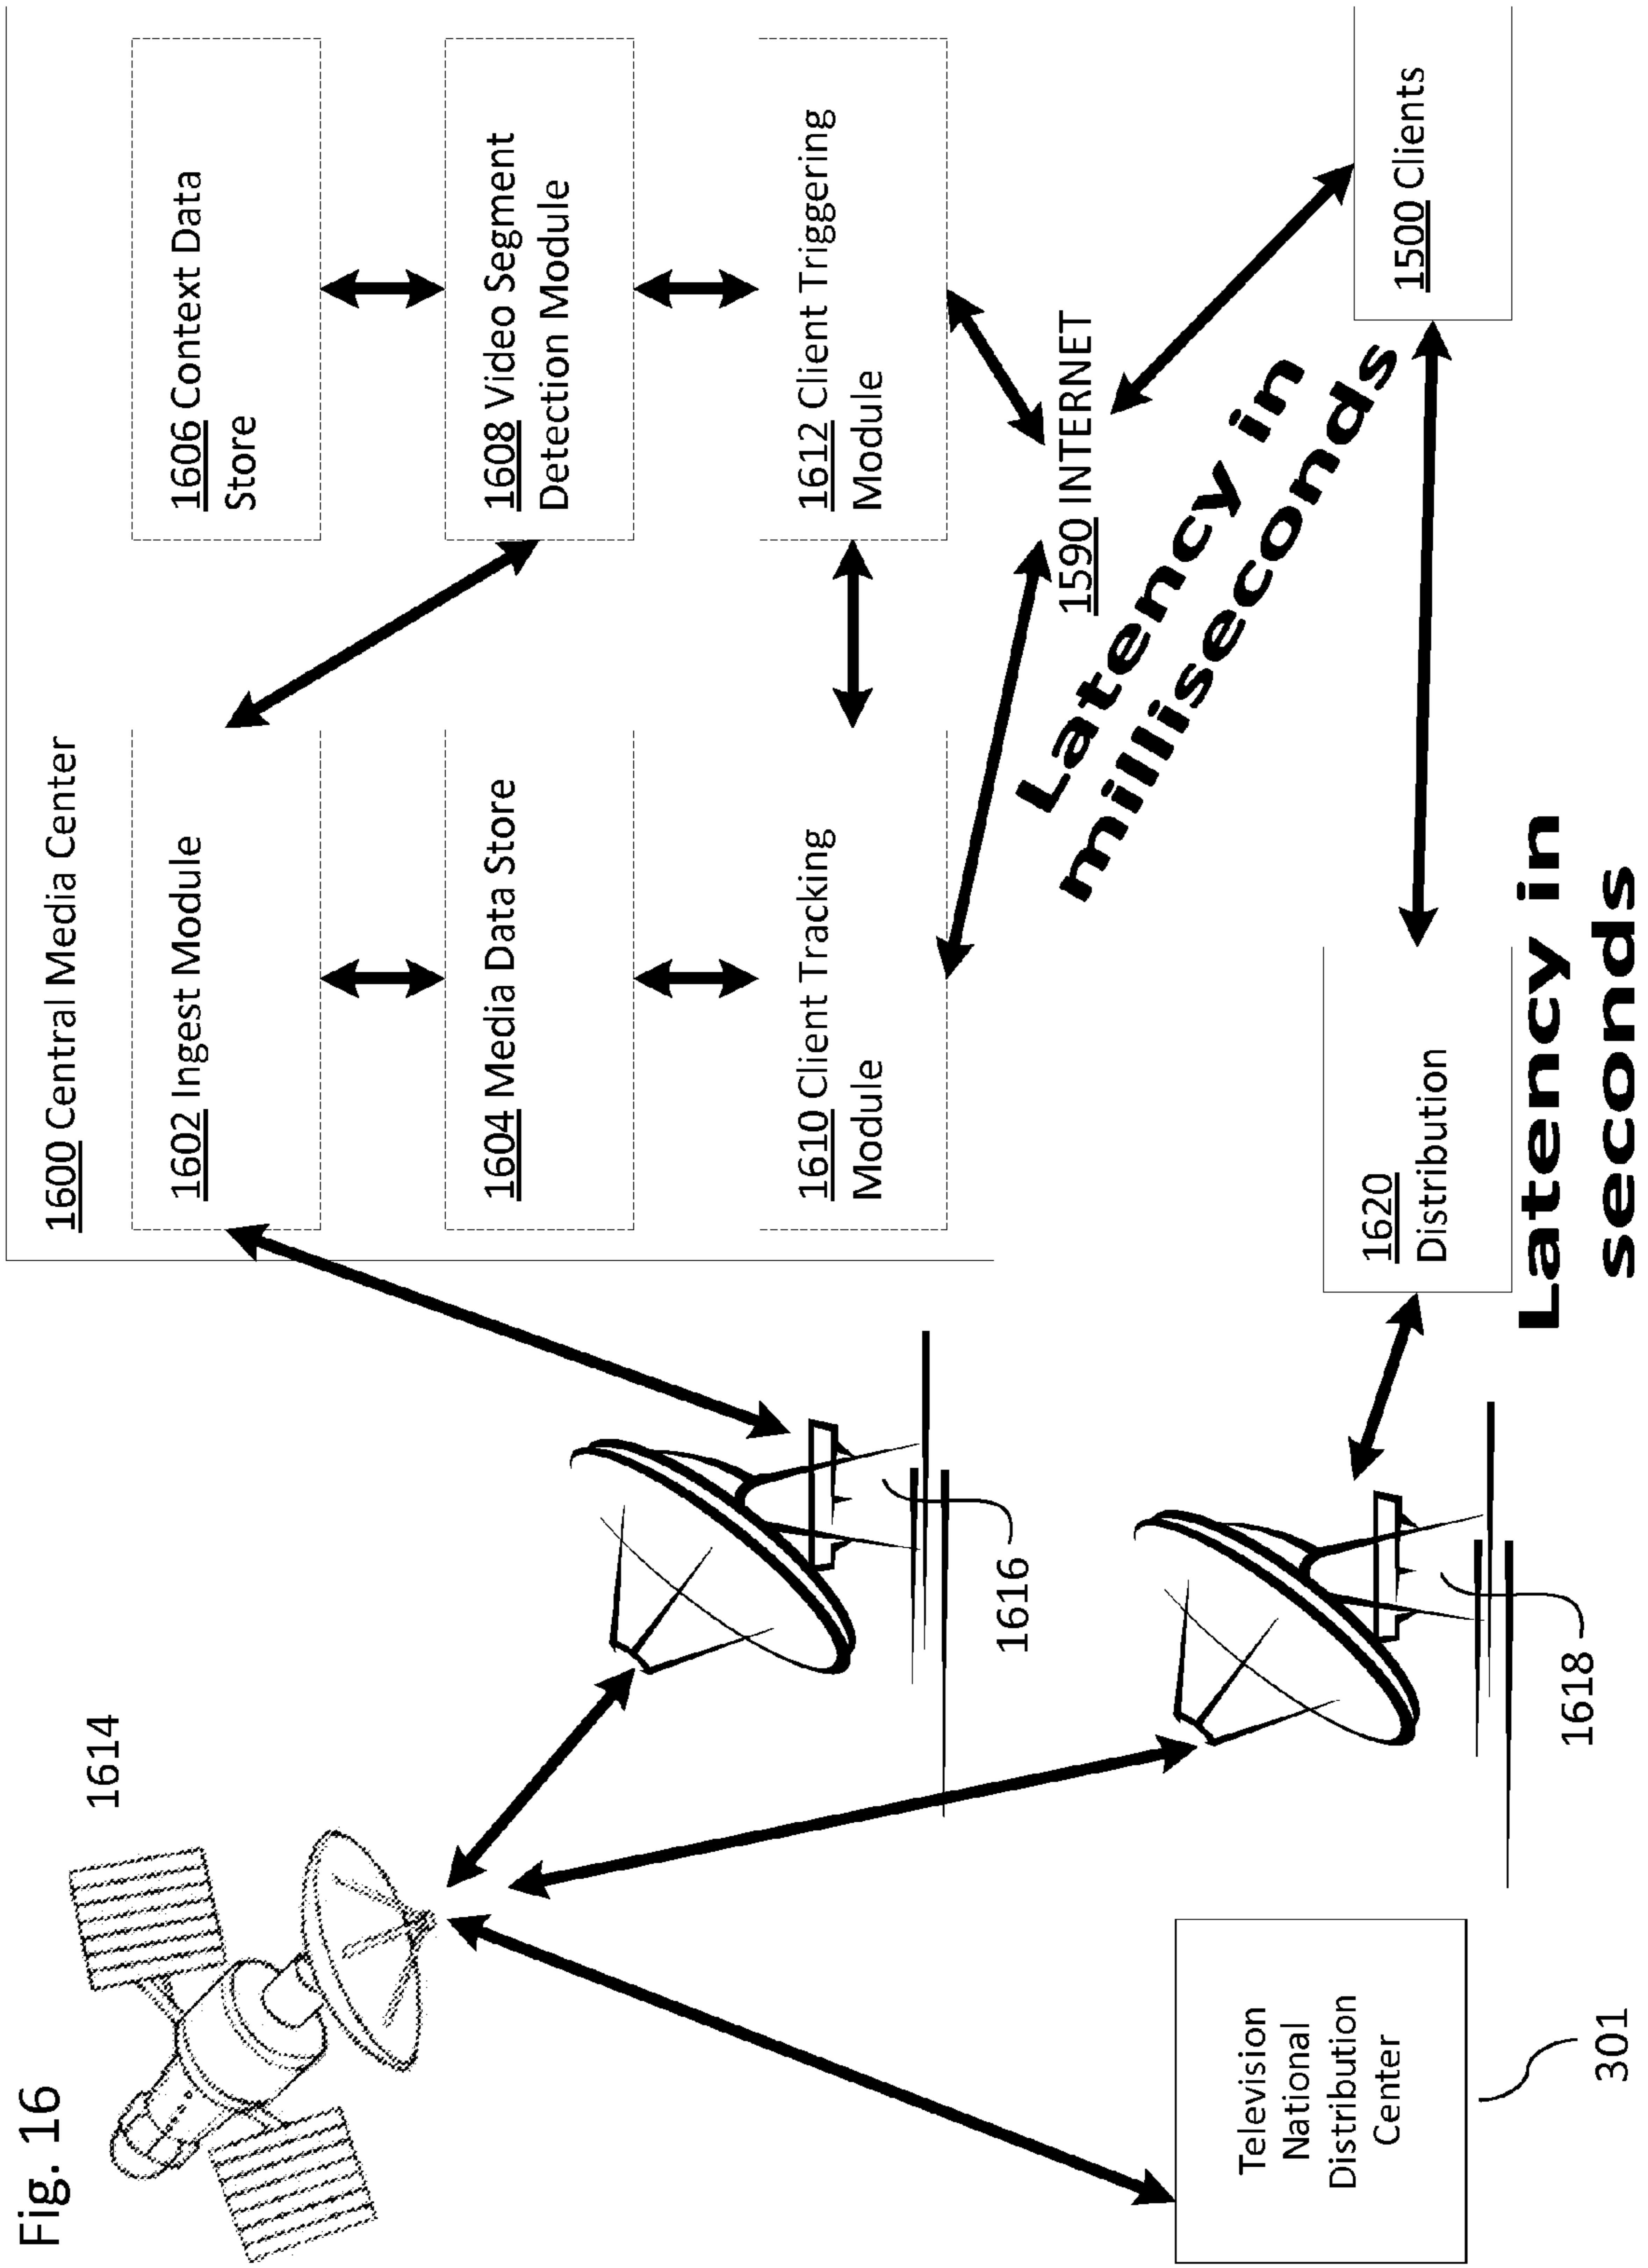 Fig. 16
1614
1600 Central Media Center
1602 Ingest Module
1606 Context Data
Store
1604 Media Data Store
1608 Video Segment
Detection Module
1610 Client Tracking
Module
1612 Client Triggering
Module
1616
1590 INTERNET
Latency in
milliseconds
Television
National
Distribution
Center
301
1618
1620
Distribution
1500 Clients
Latency in
seconds